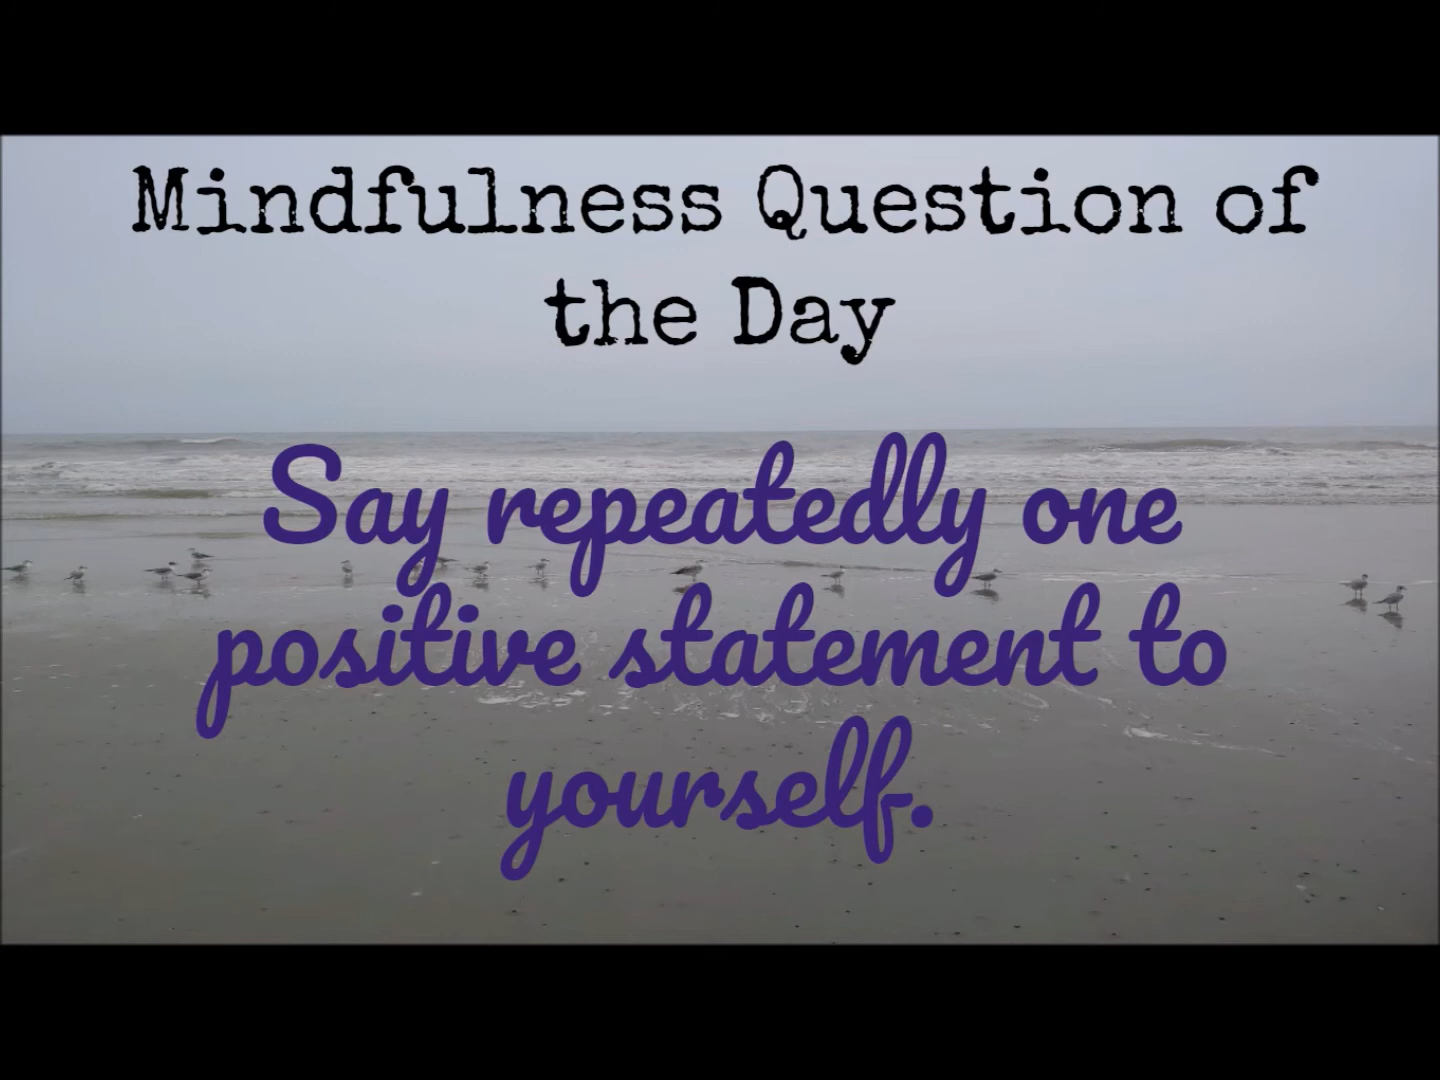 Mindfulness Question of
the Day
Say repeatedly one
positive statement to
yourself.